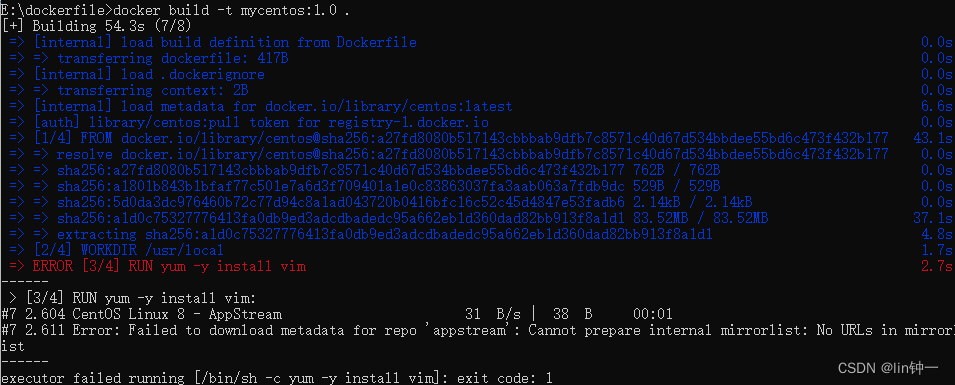 E:\dockerfile>docker build -t mycentos:1.0 .
[+] Building 54.3s (7/8)
=> [internal] load build definition from Dockerfile 0.0s
=> => transferring dockerfile: 417B 0.0s
=> [internal] load .dockerignore 0.0s
=> => transferring context: 2B 0.0s
=> [internal] load metadata for docker.io/library/centos:latest 6.6s
=> [auth] library/centos:pull token for registry-1.docker.io 0.0s
=> [1/4] FROM docker.io/library/centos@sha256:a27fd8080b517143cbbbab9dfb7c8571c40d67d534bbdee55bd6c473f432b177 43.1s
=> => resolve docker.io/library/centos@sha256:a27fd8080b517143cbbbab9dfb7c8571c40d67d534bbdee55bd6c473f432b177 0.0s
=> => sha256:a27fd8080b517143cbbbab9dfb7c8571c40d67d534bbdee55bd6c473f432b177 762B / 762B 0.0s
=> => sha256:a1801b843b1bfaf77c501e7a6d3f709401a1e0c83863037fa3aab063a7fdb9dc 529B / 529B 0.0s
=> => sha256:5d0da3dc976460b72c77d94c8a1ad043720b0416bfc16c52c45d4847e53fadb6 2.14kB / 2.14kB 0.0s
=> => sha256:a1d0c75327776413fa0db9ed3adcdbadedc95a662eb1d360dad82bb913f8a1d1 83.52MB / 83.52MB 37.1s
=> => extracting sha256:a1d0c75327776413fa0db9ed3adcdbadedc95a662eb1d360dad82bb913f8a1d1 4.8s
=> [2/4] WORKDIR /usr/local 1.7s
=> ERROR [3/4] RUN yum -y install vim 2.7s
------
> [3/4] RUN yum -y install vim:
#7 2.604 CentOS Linux 8 - AppStream 31 B/s | 38 B 00:01
#7 2.611 Error: Failed to download metadata for repo 'appstream': Cannot prepare internal mirrorlist: No URLs in mirrorl
ist
------
executor failed running [/bin/sh -c yum -y install vim]: exit code: 1
CSDN @lin钟一